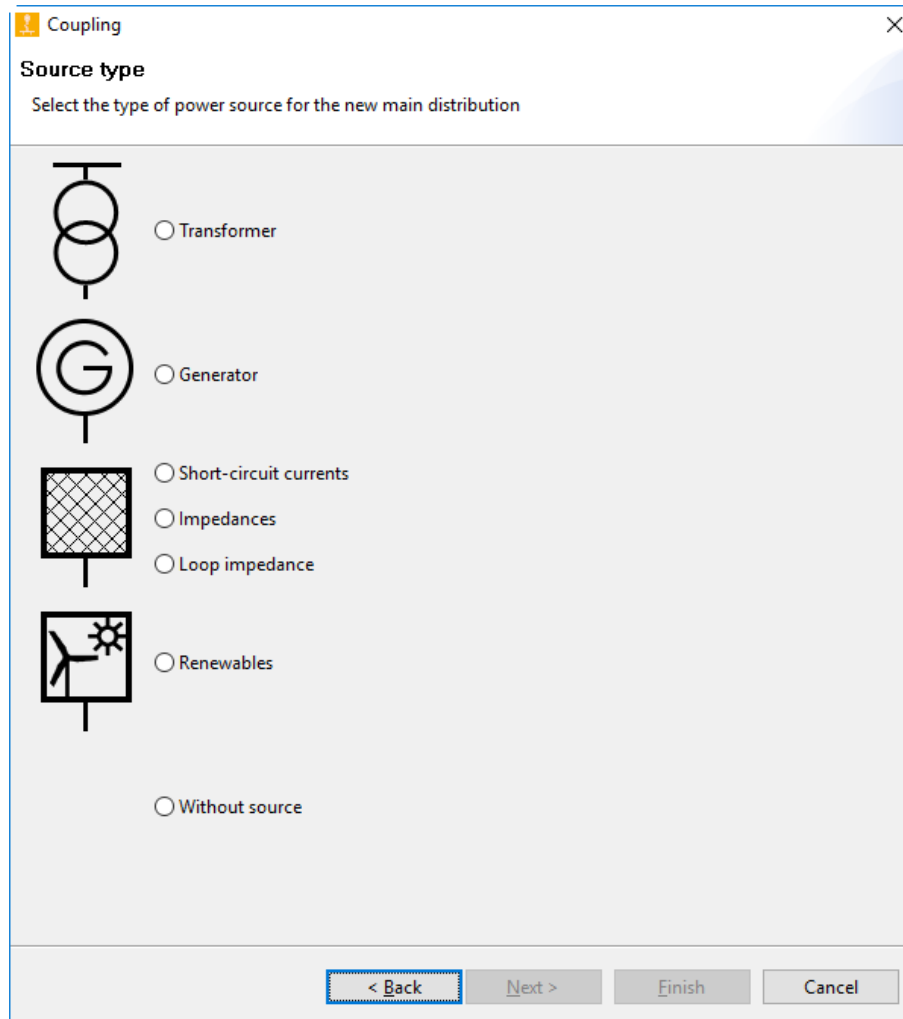 Coupling
Source type
Select the type of power source for the new main distribution
Transformer
G
Generator
Short-circuit currents
Impedances
Loop impedance
Renewables
Without source
< Back
Next >
Finish
Cancel